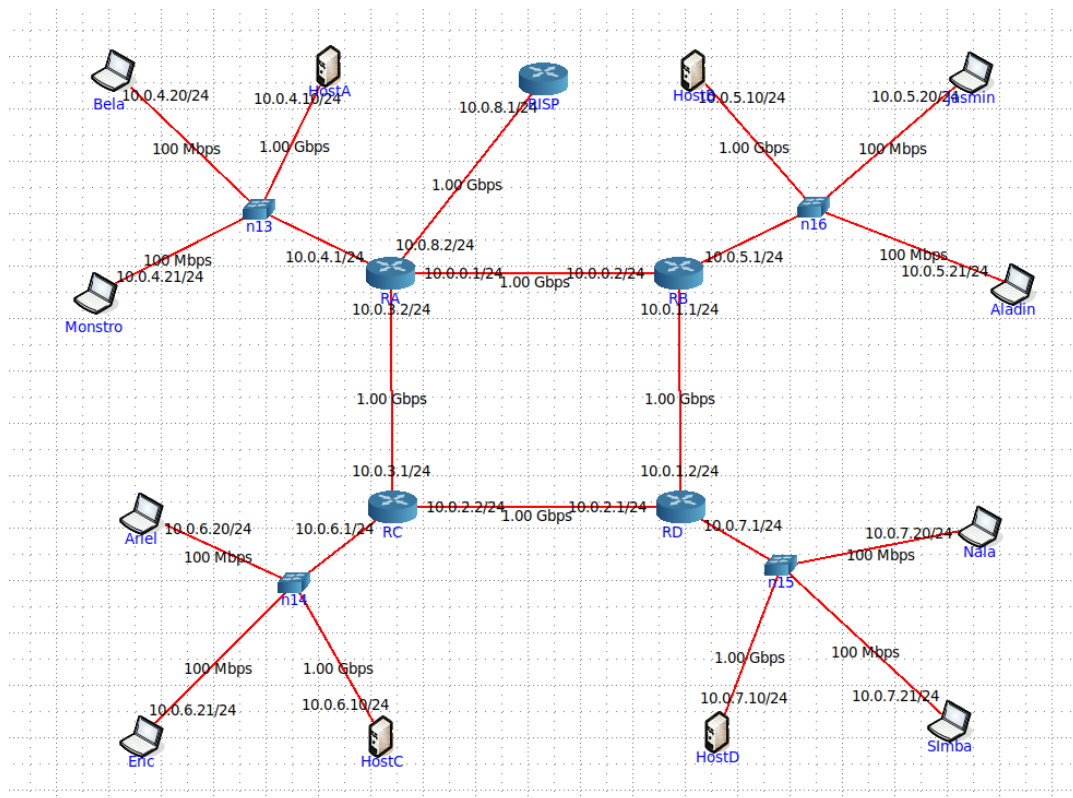 Bela
10.0.4.20/24
HostA
10.0.4.10/24
RISP
10.0.8.1/24
HostB
10.0.5.10/24
Jasmin
10.0.5.20/24
100 Mbps
1.00 Gbps
1.00 Gbps
1.00 Gbps
100 Mbps
n13
n16
100 Mbps
10.0.4.21/24
Monstro
10.0.4.1/24
10.0.8.2/24
RA
10.0.0.1/24
1.00 Gbps
10.0.0.2/24
RB
10.0.5.1/24
100 Mbps
10.0.5.21/24
Aladin
10.0.3.2/24
10.0.1.1/24
1.00 Gbps
1.00 Gbps
10.0.3.1/24
10.0.1.2/24
Ariel
10.0.6.20/24
10.0.6.1/24
RC
10.0.2.2/24
1.00 Gbps
10.0.2.1/24
RD
10.0.7.1/24
10.0.7.20/24
Nala
100 Mbps
100 Mbps
n14
n15
100 Mbps
1.00 Gbps
1.00 Gbps
100 Mbps
10.0.6.21/24
10.0.6.10/24
10.0.7.10/24
10.0.7.21/24
Eric
HostC
HostD
SImba